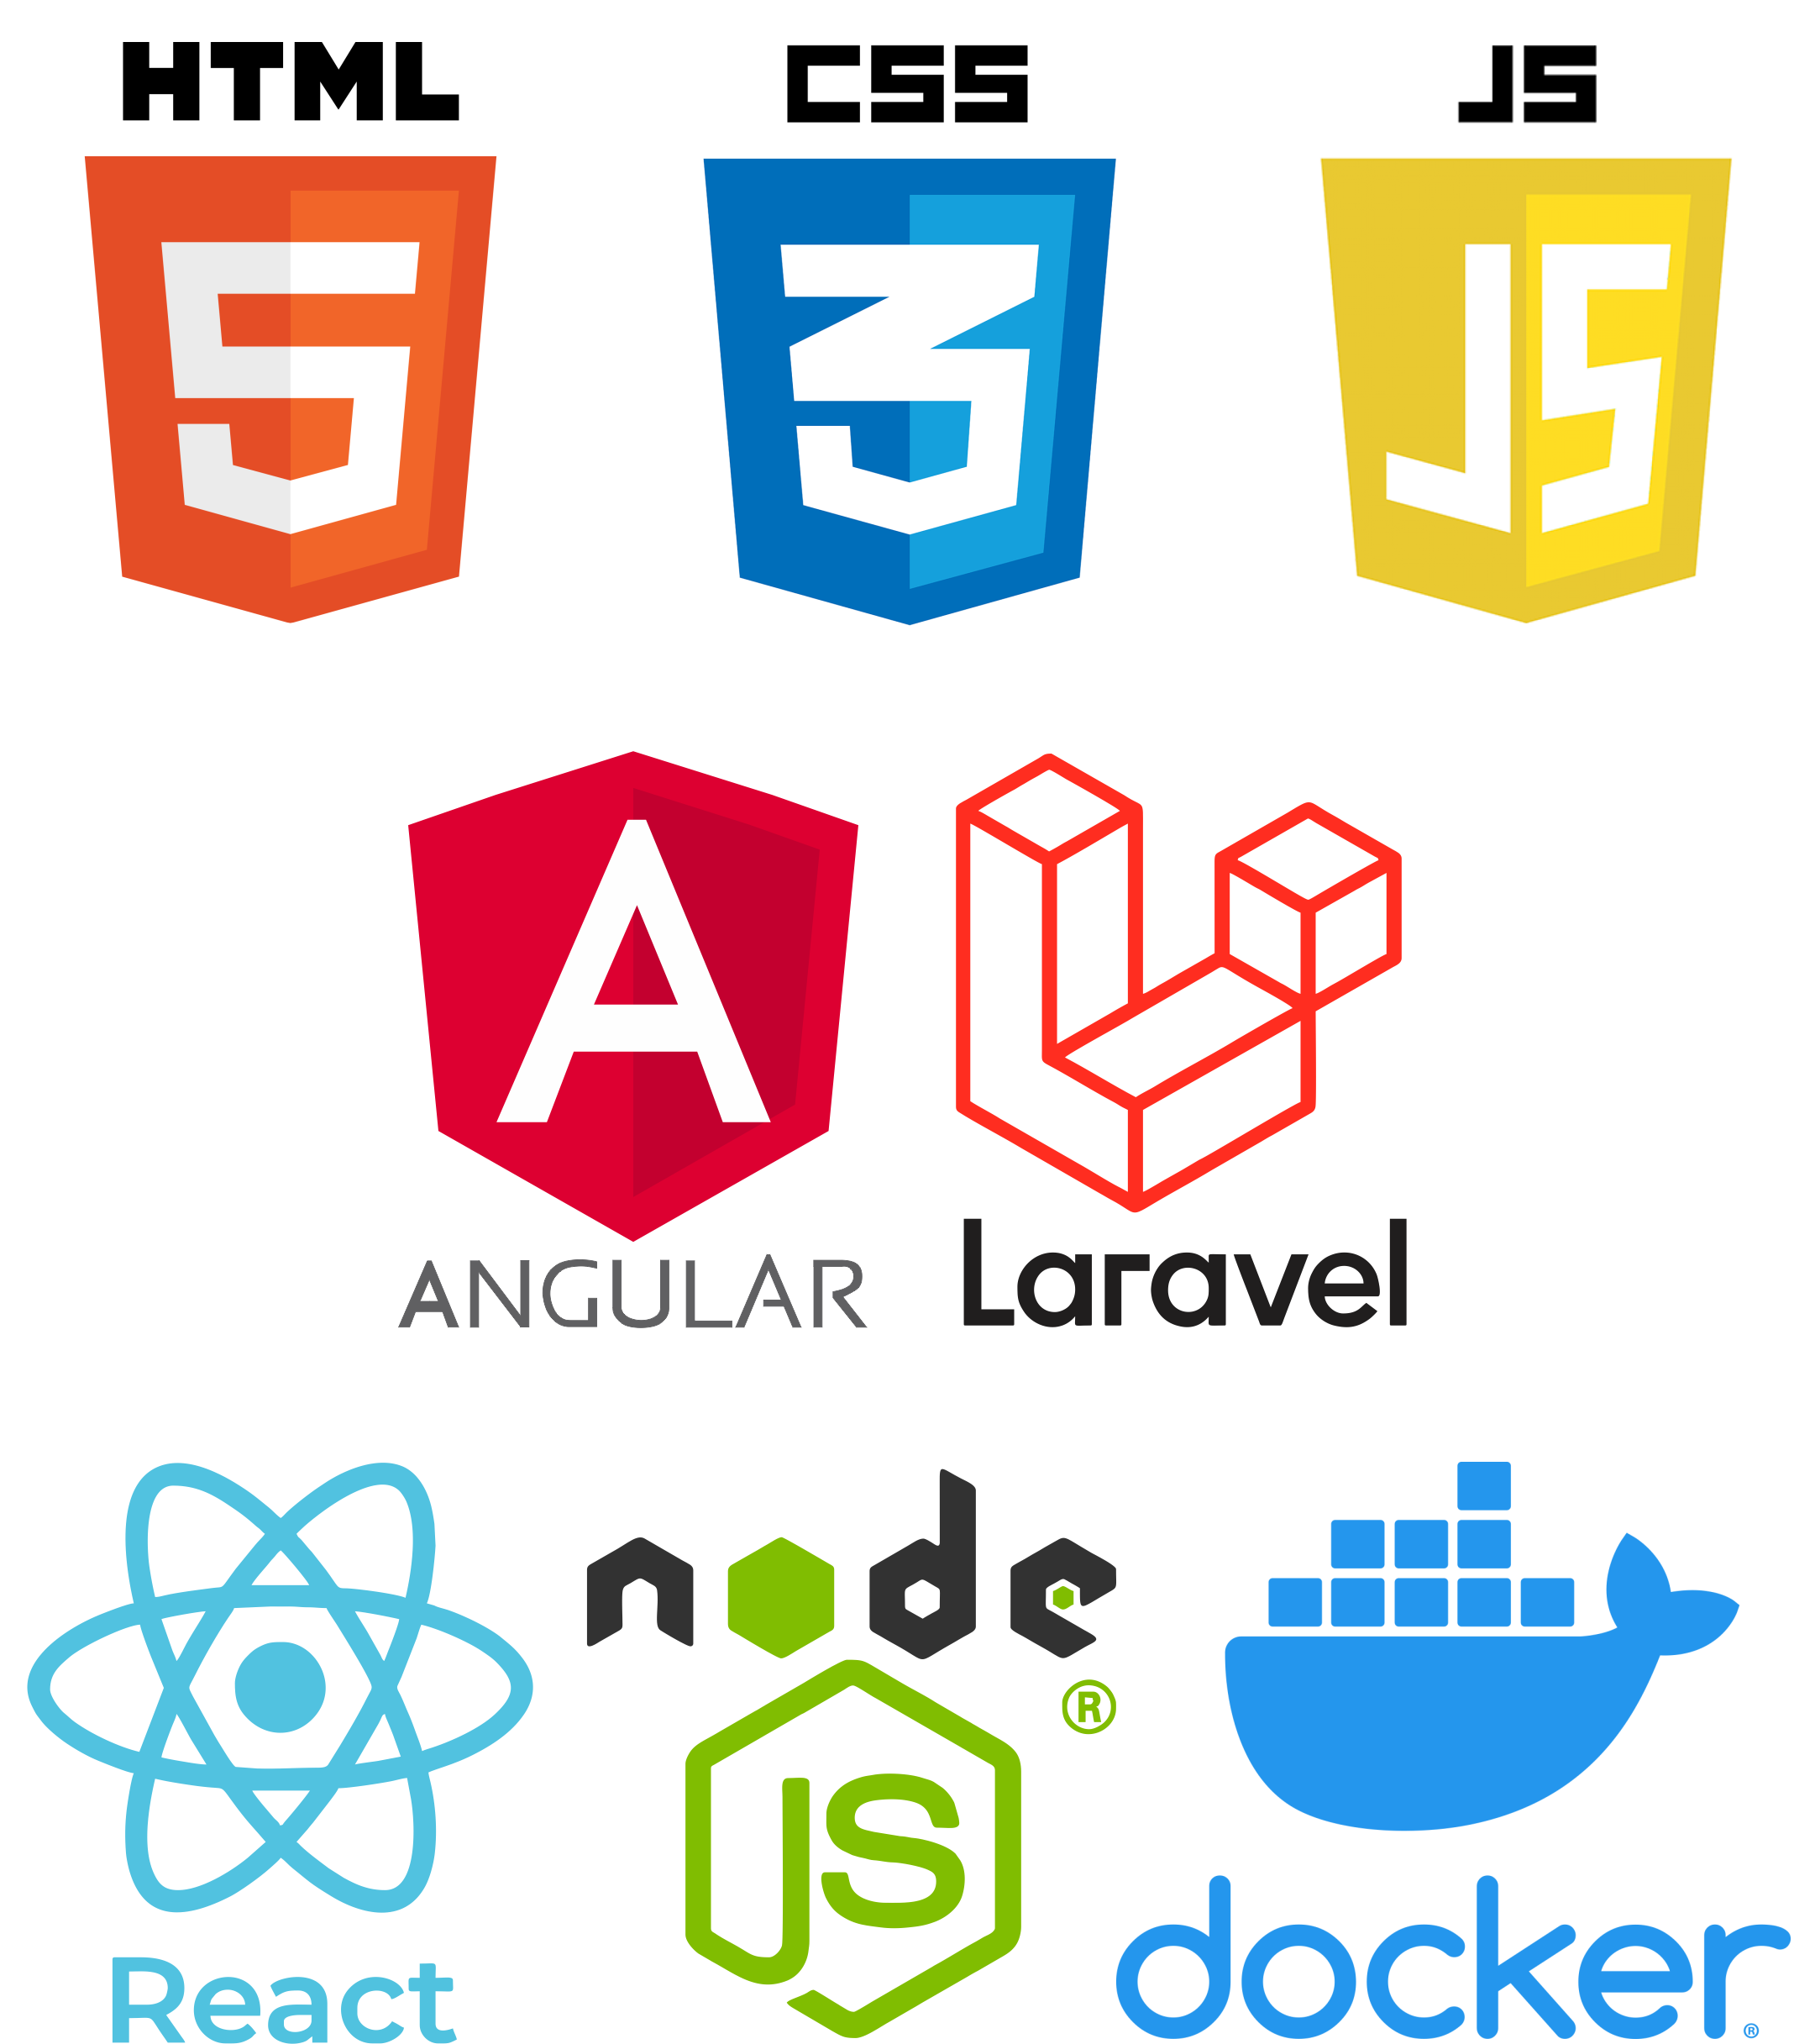 HTML
5
CSS
3
JS
JS
A
ANGULAR
Laravel
React
node
JS
®
docker®